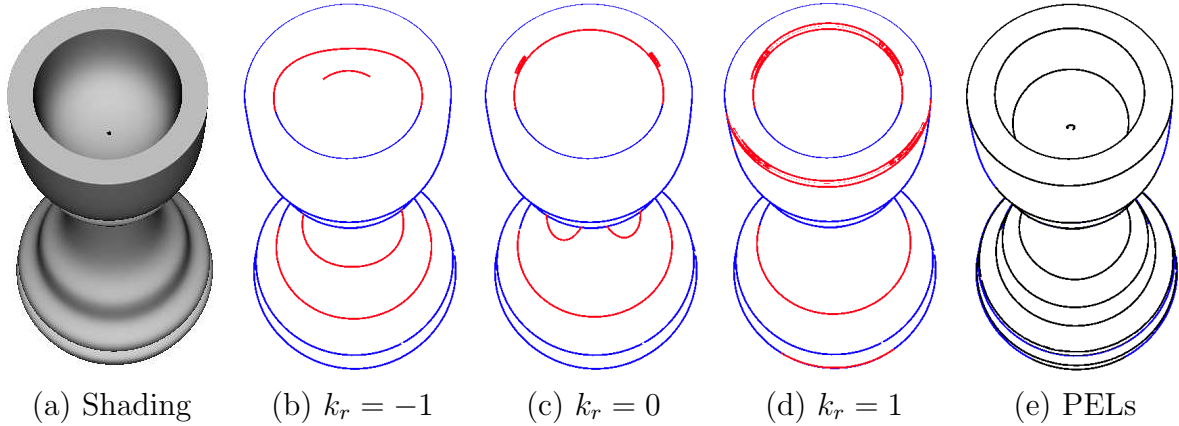 (a) Shading (b) $k_r = -1$ (c) $k_r = 0$ (d) $k_r = 1$ (e) PELs